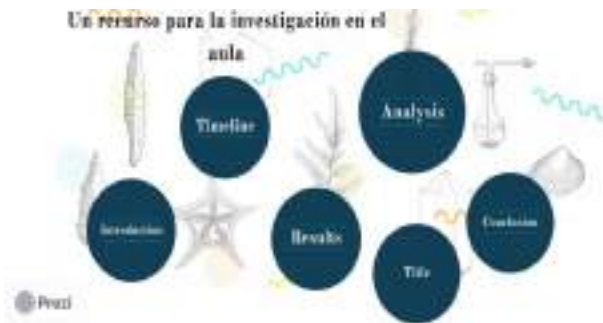 Un recurso para la investigación en el
aula
Timeline
Analysis
Introduction
Results
Title
Conclusion
Prezi